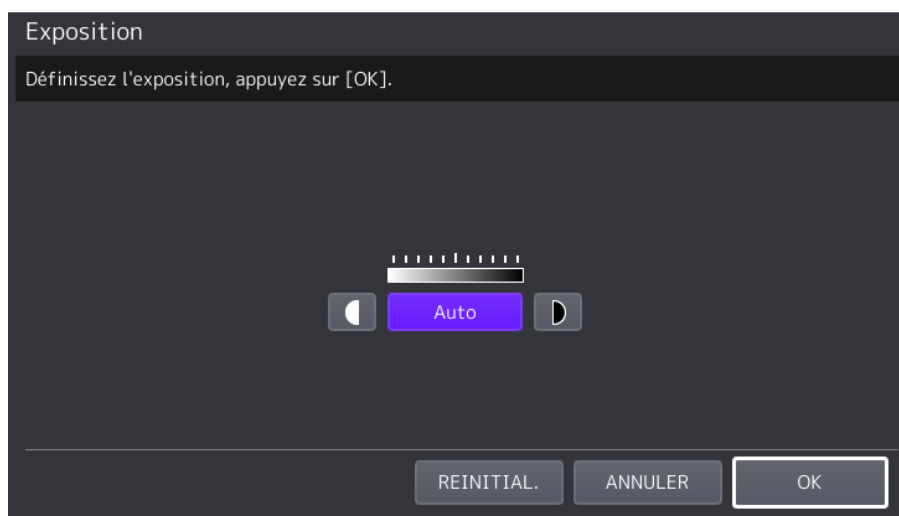 Exposition
Définissez l'exposition, appuyez sur [OK].
Auto
REINITIAL.
ANNULER
OK